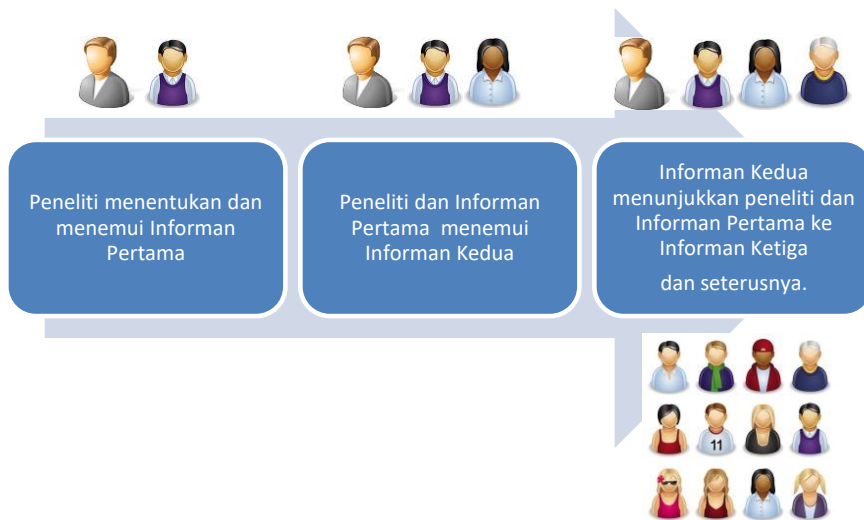 Peneliti menentukan dan
menemui Informan
Pertama
Peneliti dan Informan
Pertama menemui
Informan Kedua
Informan Kedua
menunjukkan peneliti dan
Informan Pertama ke
Informan Ketiga
dan seterusnya.
11